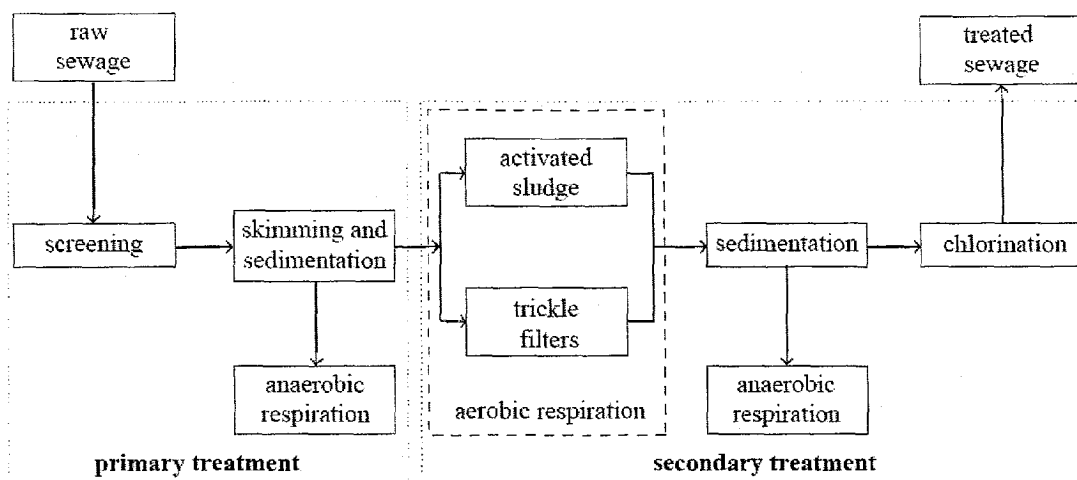 raw
sewage
treated
sewage
activated
sludge
screening
skimming and
sedimentation
sedimentation
chlorination
trickle
filters
anaerobic
respiration
aerobic respiration
anaerobic
respiration
primary treatment
secondary treatment